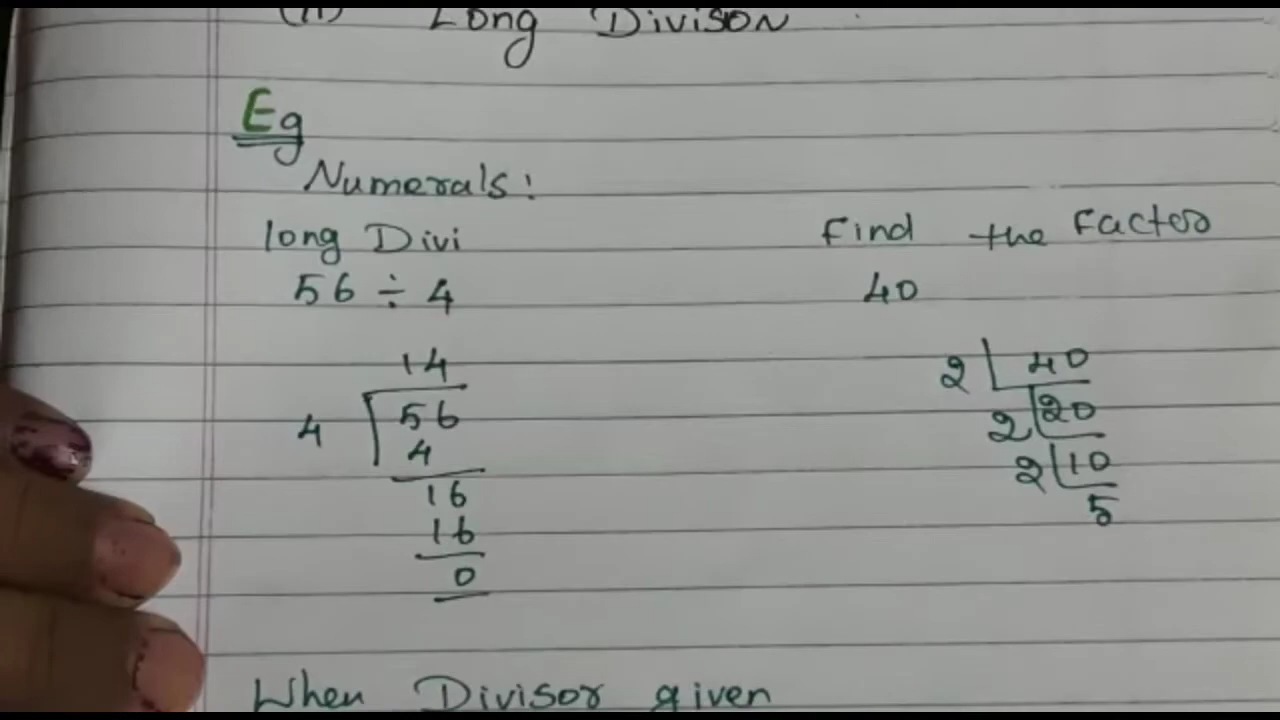 (ii) Long Divison
Eg
Numerals:
long Divi
56 ÷ 4
14
4 56
4
16
16
0
Find the Factor
40
2 40
2 20
2 10
5
When Divisor given